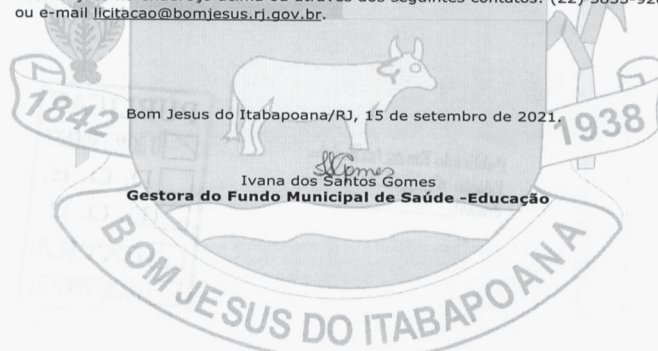 ou e-mail licitacao@bomjesus.rj.gov.br.
1842
Bom Jesus do Itabapoana/RJ, 15 de setembro de 2021.
1938
Ivana dos Santos Gomes
Gestora do Fundo Municipal de Saúde -Educação
BOM JESUS DO ITABAPOANA